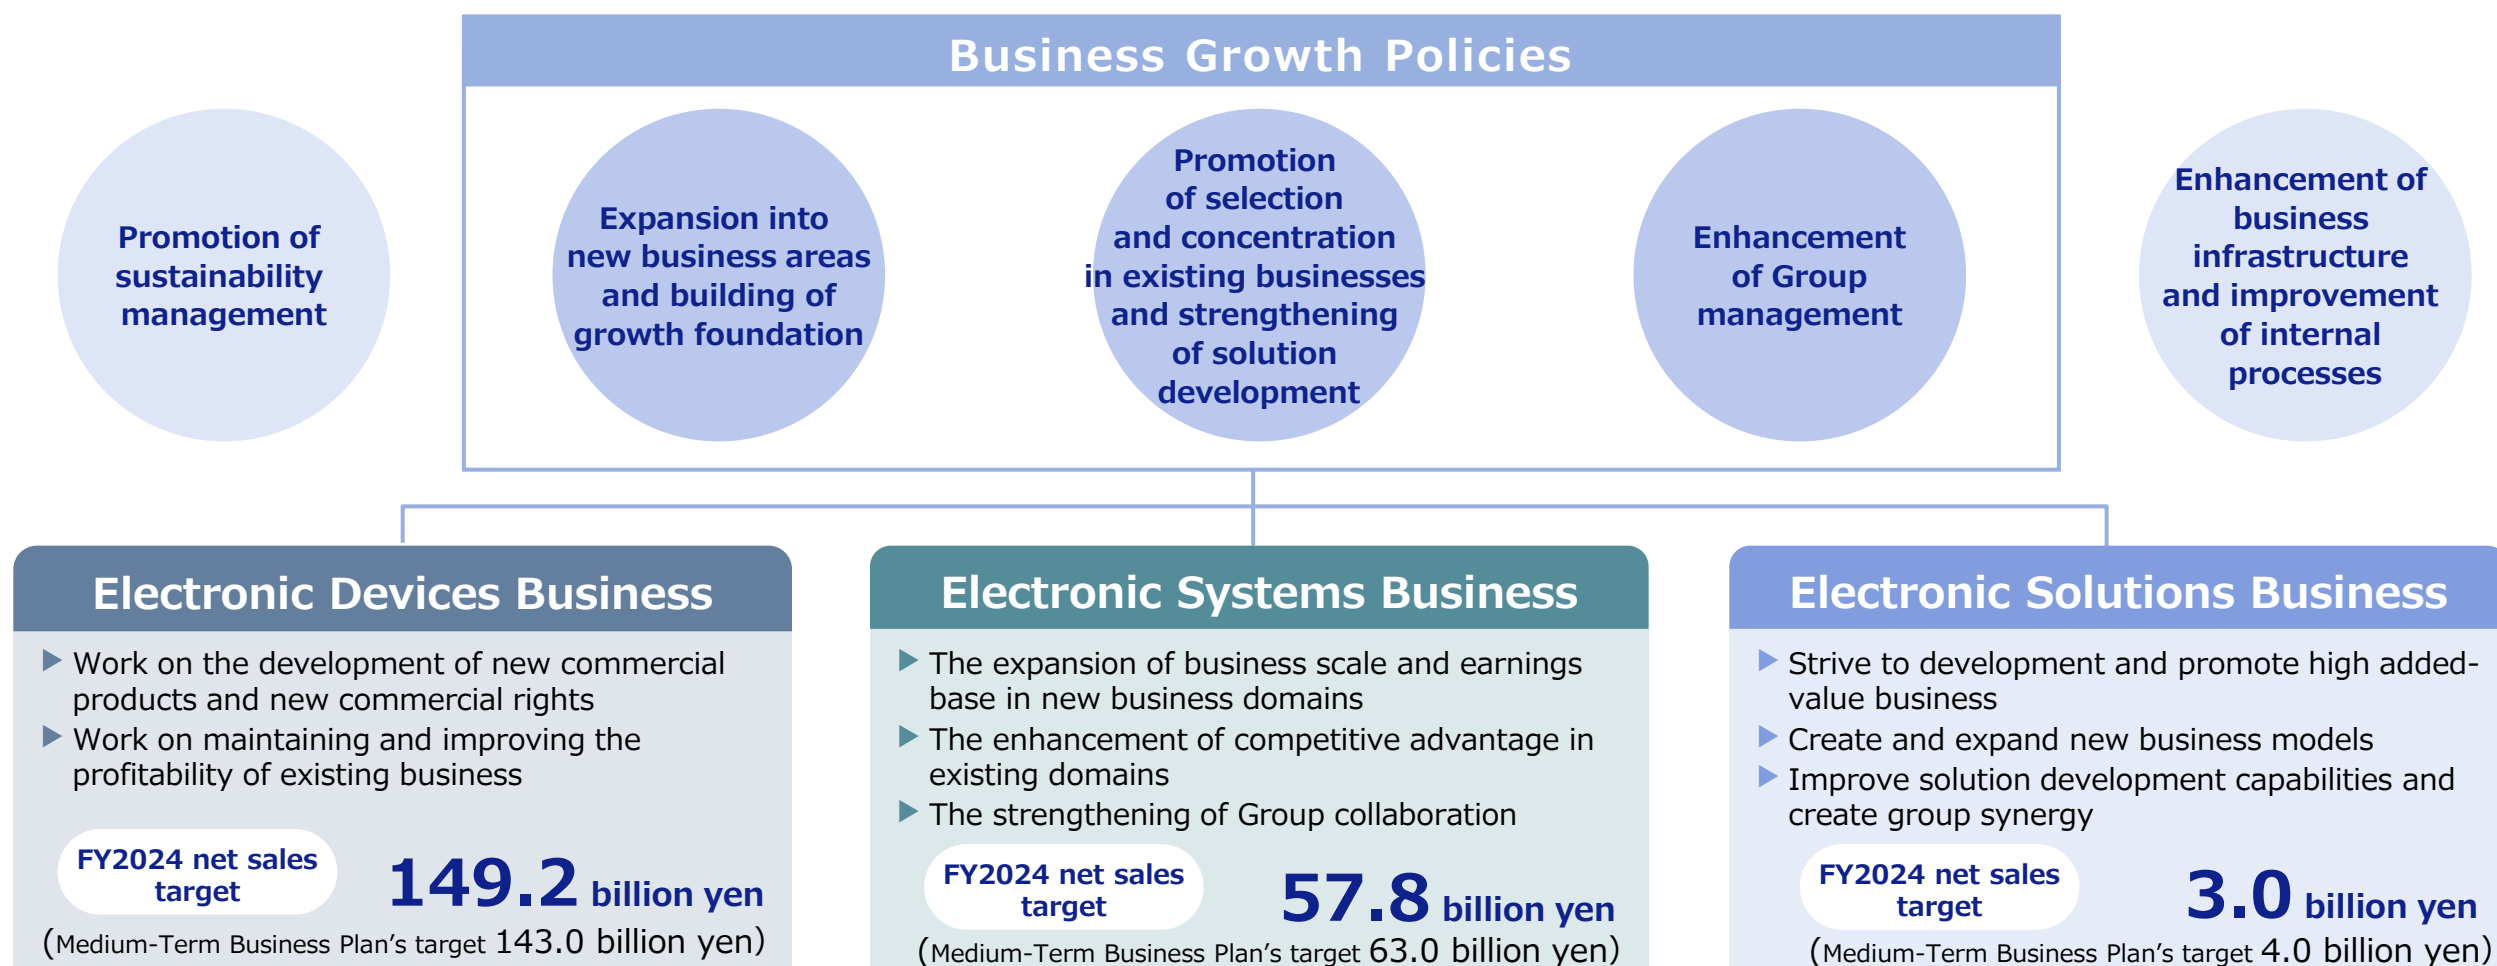 Business Growth Policies
Promotion of
sustainability
management
Expansion into
new business areas
and building of
growth foundation
Promotion
of selection
and concentration
in existing businesses
and strengthening
of solution
development
Enhancement
of Group
management
Enhancement of
business
infrastructure
and improvement
of internal
processes
Electronic Devices Business
▶ Work on the development of new commercial
products and new commercial rights
▶ Work on maintaining and improving the
profitability of existing business
FY2024 net sales
target
149.2 billion yen
(Medium-Term Business Plan’s target 143.0 billion yen)
Electronic Systems Business
▶ The expansion of business scale and earnings
base in new business domains
▶ The enhancement of competitive advantage in
existing domains
▶ The strengthening of Group collaboration
FY2024 net sales
target
57.8 billion yen
(Medium-Term Business Plan’s target 63.0 billion yen)
Electronic Solutions Business
▶ Strive to development and promote high added-
value business
▶ Create and expand new business models
▶ Improve solution development capabilities and
create group synergy
FY2024 net sales
target
3.0 billion yen
(Medium-Term Business Plan’s target 4.0 billion yen)